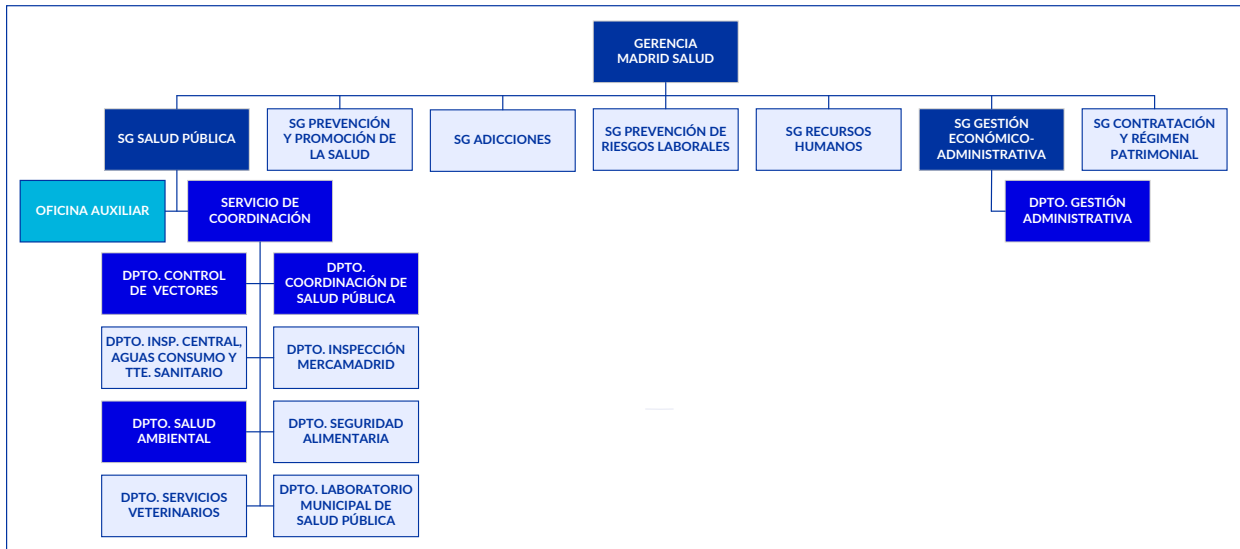 GERENCIA
MADRID SALUD
SG SALUD PÚBLICA
SG PREVENCIÓN
Y PROMOCIÓN DE
LA SALUD
SG ADICCIONES
SG PREVENCIÓN DE
RIESGOS LABORALES
SG RECURSOS
HUMANOS
SG GESTIÓN
ECONÓMICO-
ADMINISTRATIVA
SG CONTRATACIÓN
Y RÉGIMEN
PATRIMONIAL
OFICINA AUXILIAR
SERVICIO DE
COORDINACIÓN
DPTO. GESTIÓN
ADMINISTRATIVA
DPTO. CONTROL
DE VECTORES
DPTO.
COORDINACIÓN DE
SALUD PÚBLICA
DPTO. INSP. CENTRAL,
AGUAS CONSUMO Y
TTE. SANITARIO
DPTO. INSPECCIÓN
MERCAMADRID
DPTO. SALUD
AMBIENTAL
DPTO. SEGURIDAD
ALIMENTARIA
DPTO. SERVICIOS
VETERINARIOS
DPTO. LABORATORIO
MUNICIPAL DE
SALUD PÚBLICA